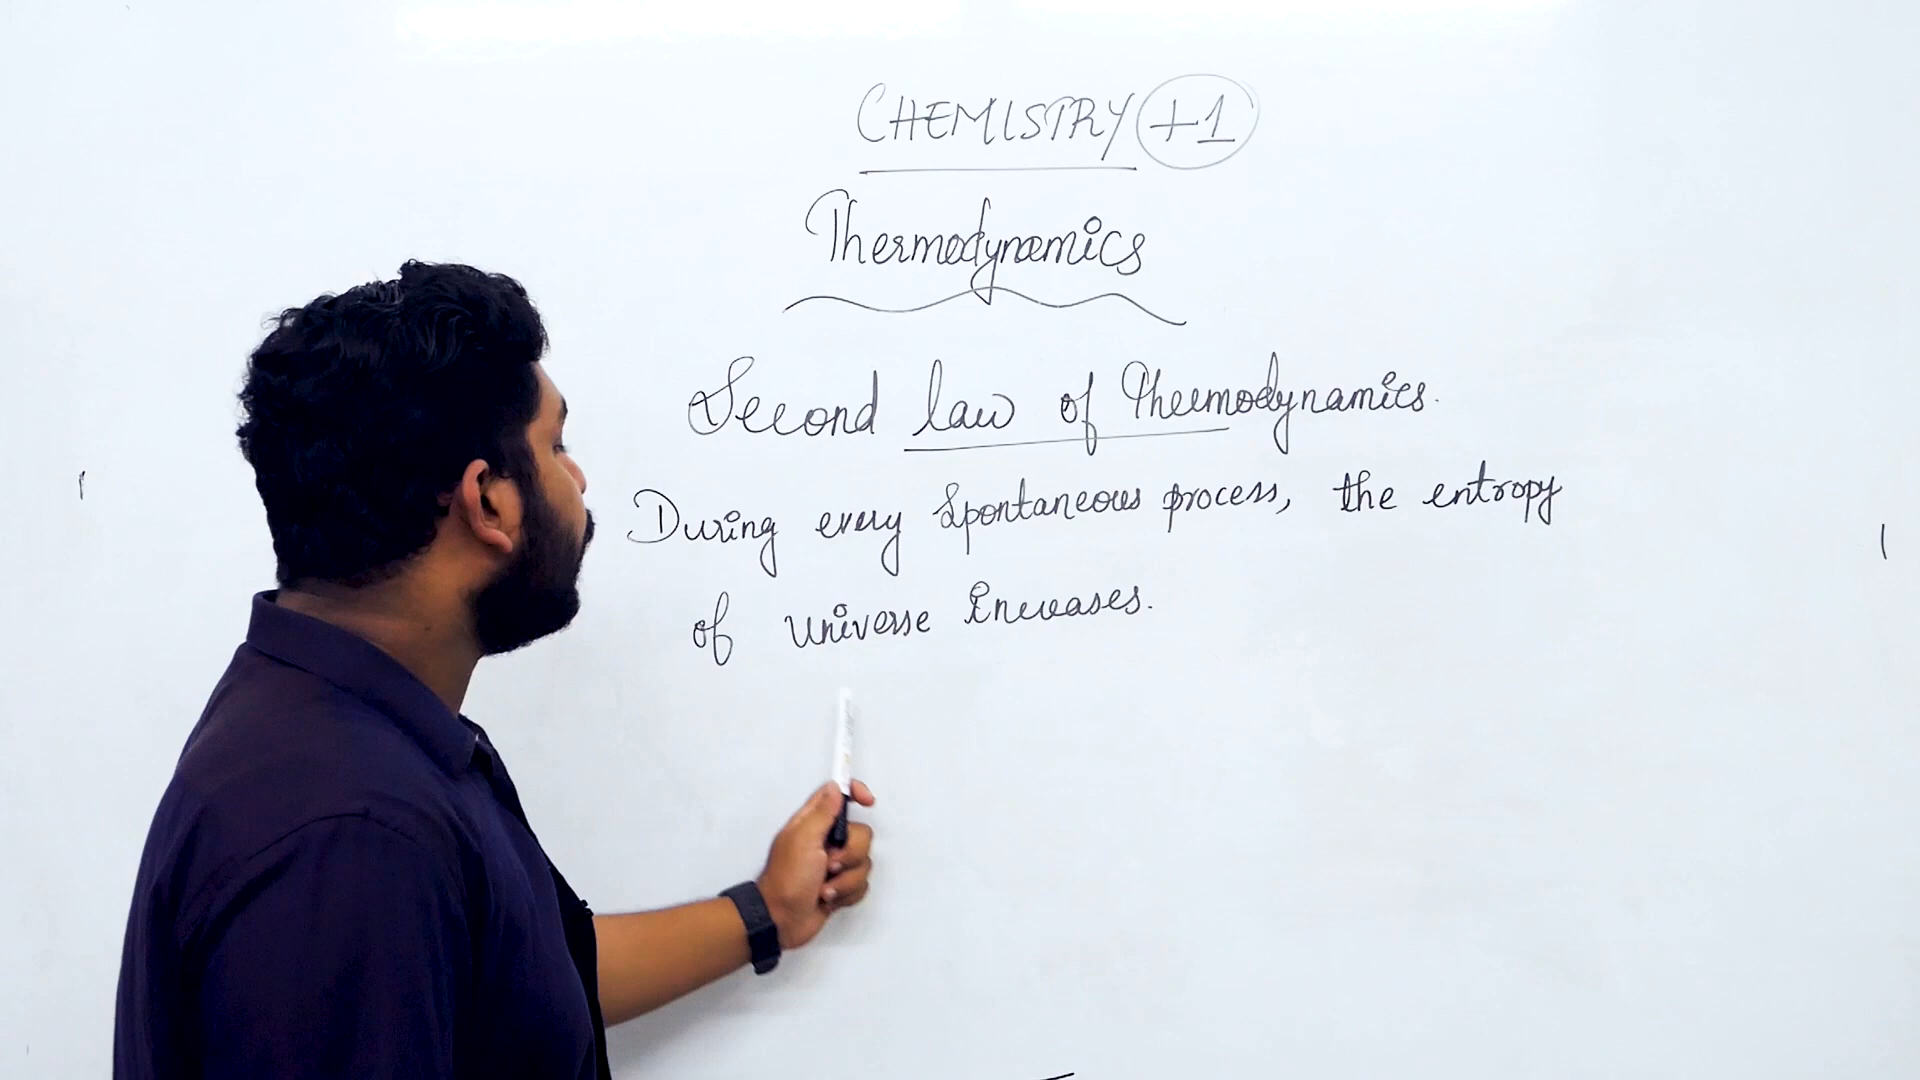 CHEMISTRY +1
Thermodynamics
Second law of Thermodynamics.
During every Spontaneous process, the entropy
of Universe Increases.